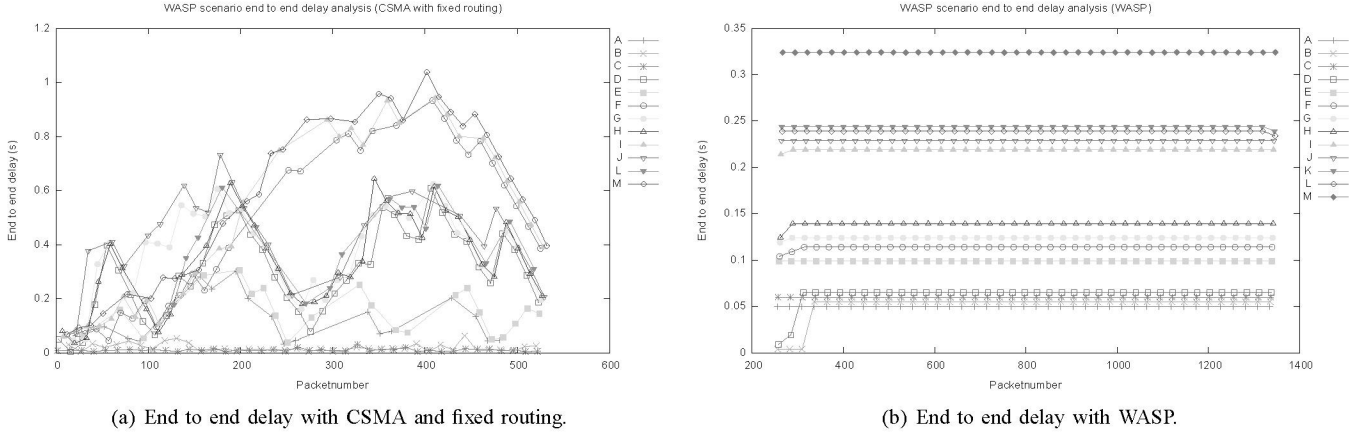 WASP scenario end to end delay analysis (CSMA with fixed routing)
1.2
1
0.8
0.6
0.4
0.2
0
End to end delay (s)
0
100
200
300
400
500
600
Packetnumber
A
B
C
D
E
F
G
H
I
J
L
M
(a) End to end delay with CSMA and fixed routing.
WASP scenario end to end delay analysis (WASP)
0.35
0.3
0.25
0.2
0.15
0.1
0.05
0
End to end delay (s)
200
400
600
800
1000
1200
1400
Packetnumber
A
B
C
D
E
F
G
H
I
J
K
L
M
(b) End to end delay with WASP.